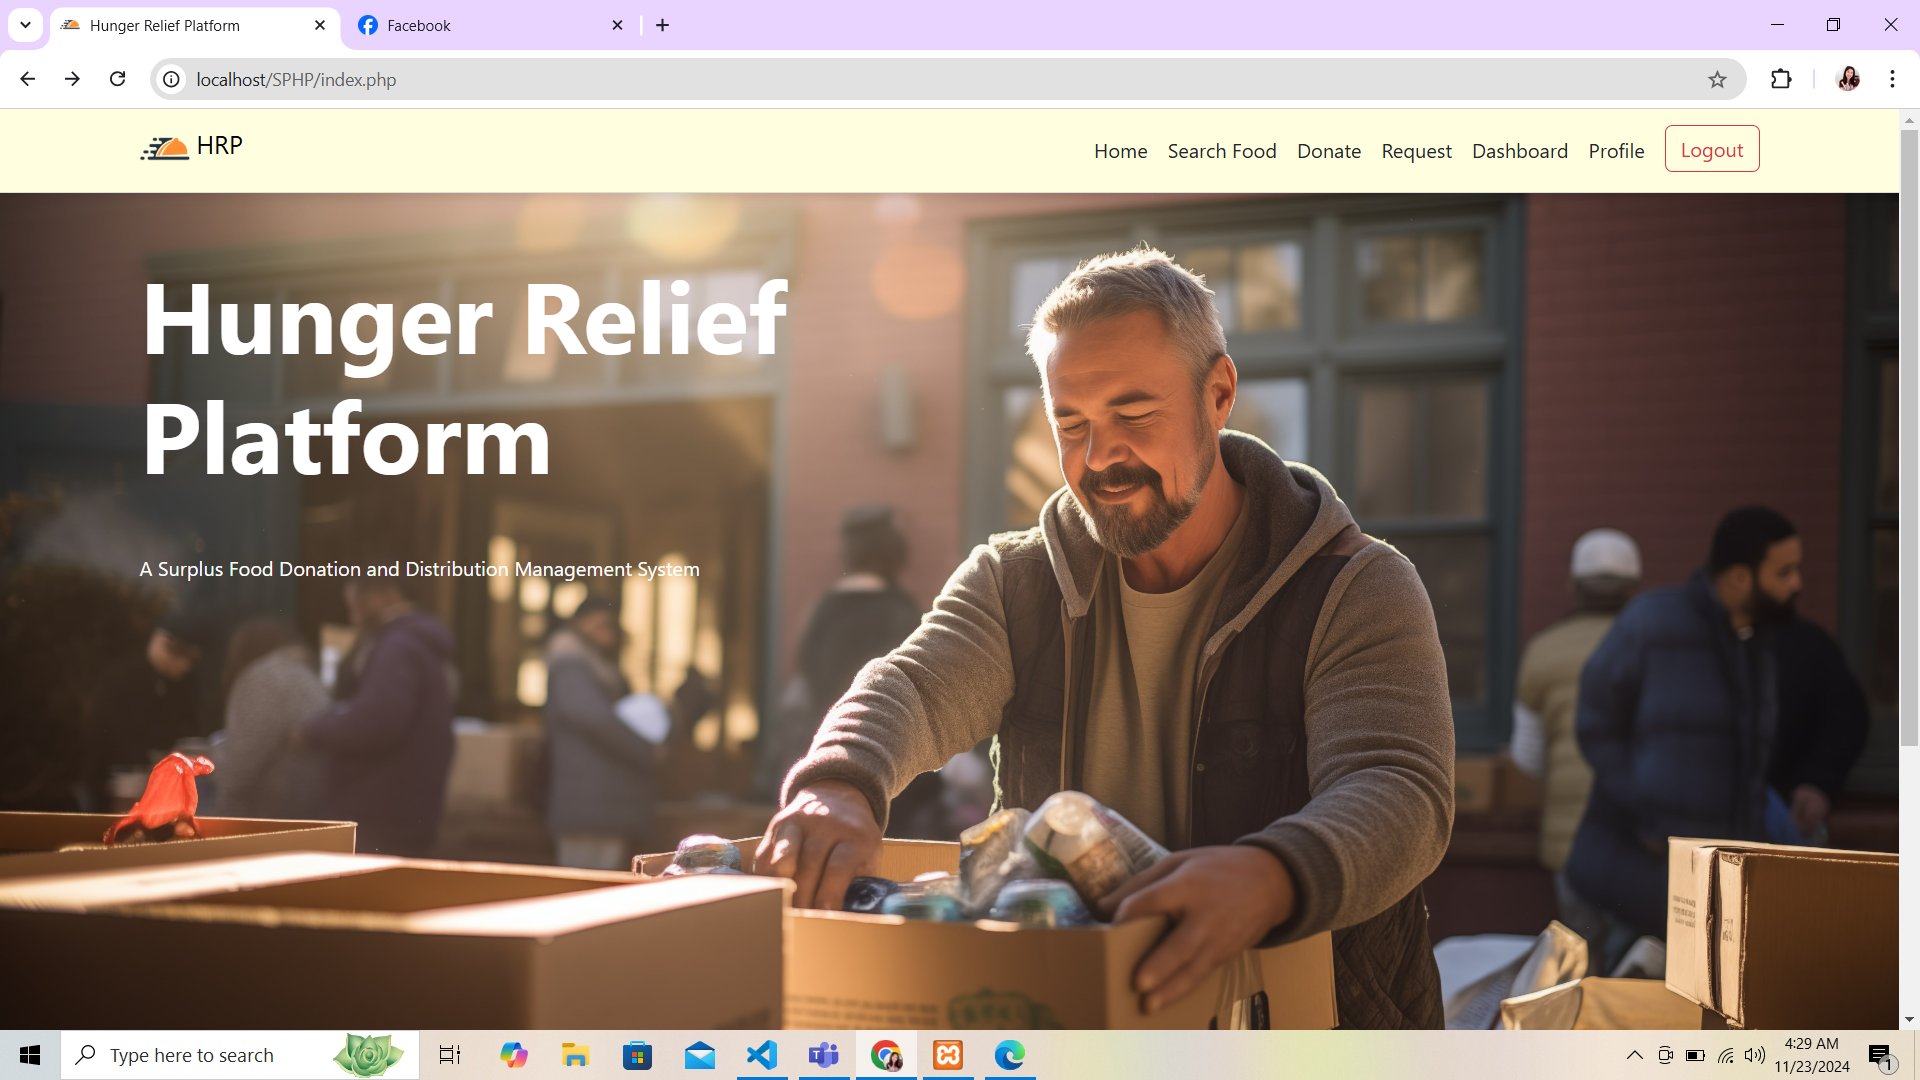 Hunger Relief Platform
Facebook
localhost/SPHP/index.php
HRP
Home Search Food Donate Request Dashboard Profile Logout
Hunger Relief
Platform
A Surplus Food Donation and Distribution Management System
Type here to search
4:29 AM
11/23/2024
1